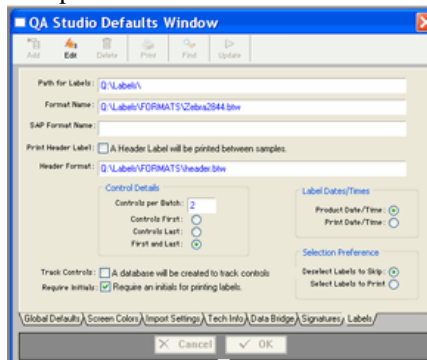 QA Studio Defaults Window
Add Edit Delete Print Find Update
Path for Labels: Q:\Labels\
Format Name: Q:\Labels\FORMATS\Zebra2844.btw
SAP Format Name:
Print Header Label: A Header Label will be printed between samples.
Header Format: Q:\Labels\FORMATS\header.btw
Control Details
Controls per Batch: 2
Controls First:
Controls Last:
First and Last:
Label Dates/Times
Product Date/Time:
Print Date/Time:
Selection Preference
Deselect Labels to Skip:
Select Labels to Print
Track Controls: A database will be created to track controls
Require Initials: Require an initials for printing labels.
Global Defaults Screen Colors Import Settings Tech Info Data Bridge Signatures Labels
Cancel OK